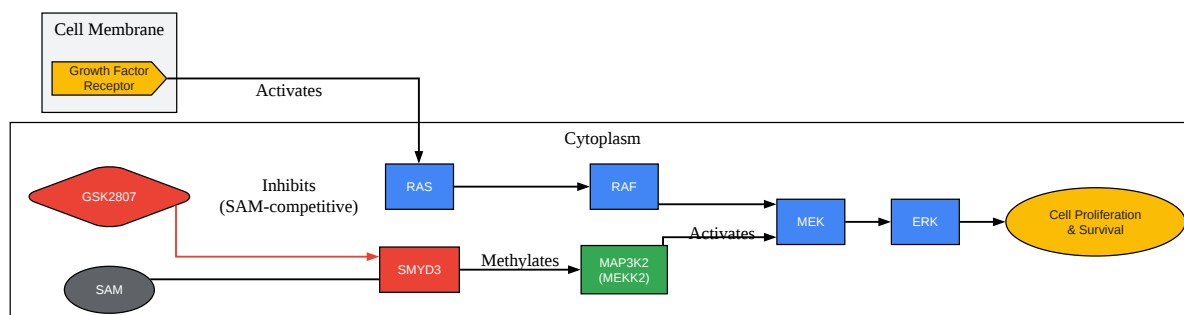 Cell Membrane
Growth Factor
Receptor
Activates
Cytoplasm
GSK2807
Inhibits
(SAM-competitive)
RAS
RAF
MEK
ERK
Cell Proliferation
& Survival
Activates
SAM
SMYD3
Methylates
MAP3K2
(MEKK2)